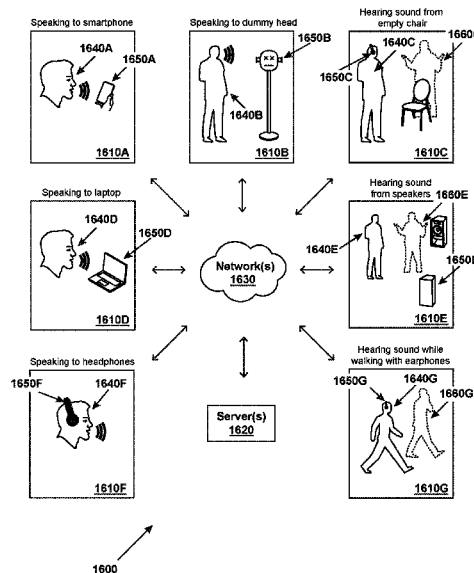 Speaking to smartphone
1640A
1650A
1610A
Speaking to dummy head
1650B
1640B
1610B
Hearing sound from
empty chair
1640C
1650C
1610C
Speaking to laptop
1640D
1650D
1610D
Network(s)
1630
Hearing sound
from speakers
1660E
1640E
1610E
Speaking to headphones
1650F
1640F
1610F
Server(s)
1620
Hearing sound while
walking with earphones
1650G
1640G
1660G
1610G
1600